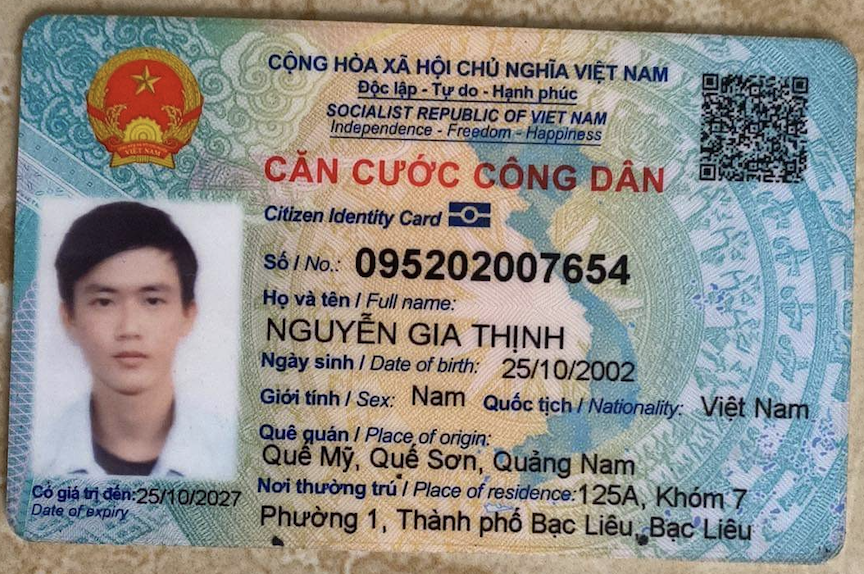 CỘNG HÒA XÃ HỘI CHỦ NGHĨA VIỆT NAM
Độc lập - Tự do - Hạnh phúc
SOCIALIST REPUBLIC OF VIET NAM
Independence - Freedom - Happiness
CĂN CƯỚC CÔNG DÂN
Citizen Identity Card
Số / No.: 095202007654
Họ và tên / Full name:
NGUYỄN GIA THỊNH
Ngày sinh / Date of birth: 25/10/2002
Giới tính / Sex: Nam Quốc tịch / Nationality: Việt Nam
Quê quán / Place of origin:
Quế Mỹ, Quế Sơn, Quảng Nam
Nơi thường trú / Place of residence: 125A, Khóm 7
Phường 1, Thành phố Bạc Liêu, Bạc Liêu
Có giá trị đến: 25/10/2027
Date of expiry
VIỆT NAM